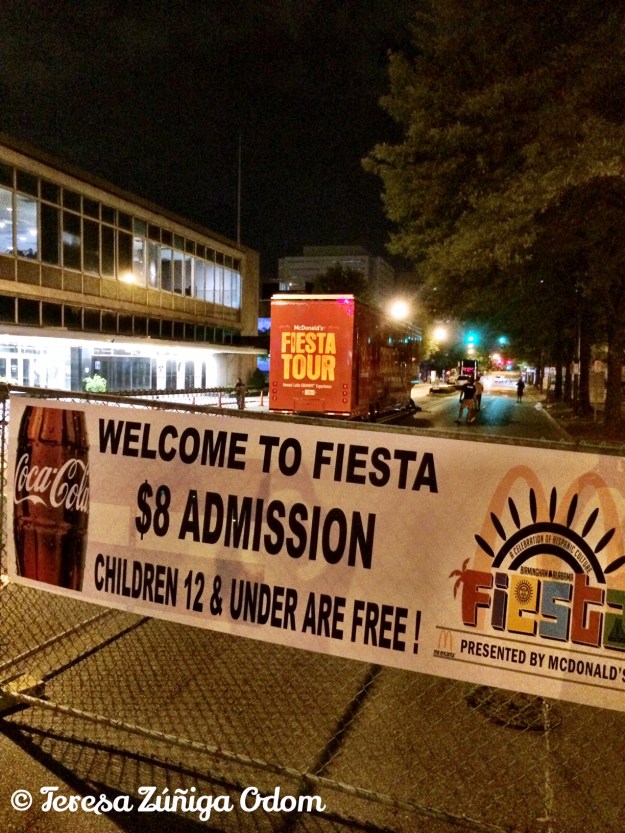 McDonald's
FIESTA
TOUR
Coca-Cola
WELCOME TO FIESTA
$8 ADMISSION
CHILDREN 12 & UNDER ARE FREE!
A CELEBRATION OF HISPANIC CULTURE
BIRMINGHAM ALABAMA
FiESTA
PRESENTED BY MCDONALD'S
© Teresa Zúñiga Odom